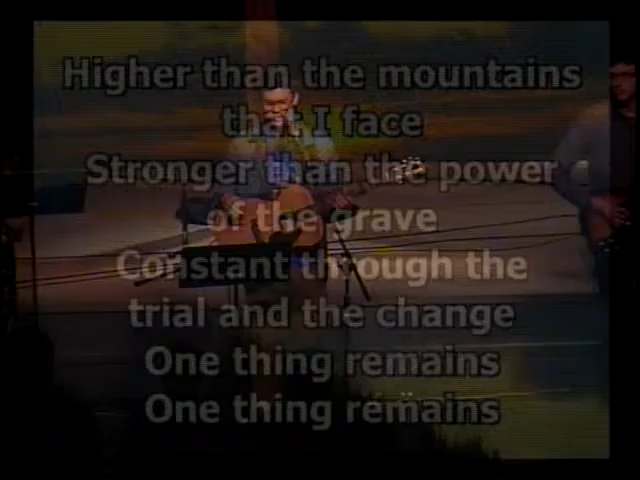 Higher than the mountains
that I face
Stronger than the power
of the grave
Constant through the
trial and the change
One thing remains
One thing remains